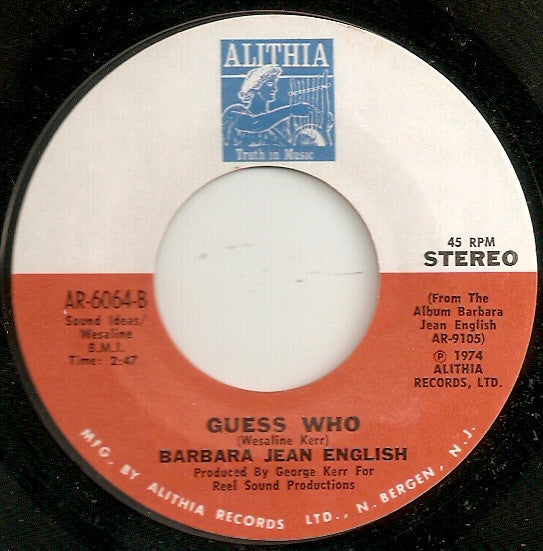 ALITHIA
Truth in Music
45 RPM
STEREO
AR-6064-B
Sound Ideas/
Wesaline
B.M.I.
Time: 2:47
(From The
Album Barbara
Jean English
AR-9105)
℗ 1974
ALITHIA
RECORDS, LTD.
GUESS WHO
(Wesaline Kerr)
BARBARA JEAN ENGLISH
Produced By George Kerr For
Reel Sound Productions
MFG. BY ALITHIA RECORDS LTD., N. BERGEN, N.J.